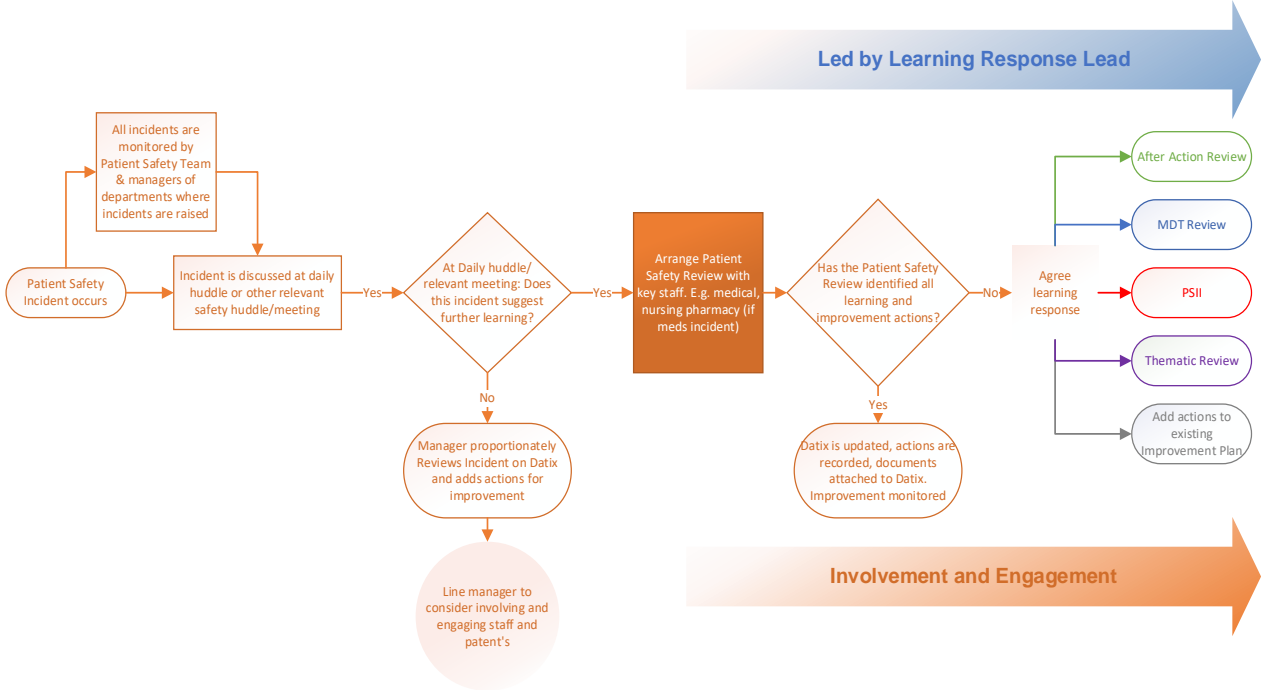 Led by Learning Response Lead
All incidents are
monitored by
Patient Safety Team
& managers of
departments where
incidents are raised
Patient Safety
Incident occurs
Incident is discussed at daily
huddle or other relevant
safety huddle/meeting
Yes
At Daily huddle/
relevant meeting: Does
this incident suggest
further learning?
Yes
No
Manager proportionately
Reviews Incident on Datix
and adds actions for
improvement
Line manager to
consider involving and
engaging staff and
patent's
Arrange Patient
Safety Review with
key staff. E.g. medical,
nursing pharmacy (if
meds incident)
Has the Patient Safety
Review identified all
learning and
improvement actions?
Yes
Datix is updated, actions are
recorded, documents
attached to Datix.
Improvement monitored
No
Agree
learning
response
After Action Review
MDT Review
PSII
Thematic Review
Add actions to
existing
Improvement Plan
Involvement and Engagement